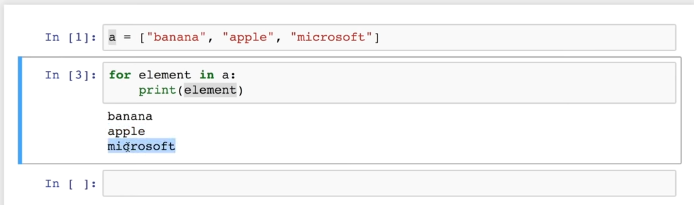 In [1]: a = ["banana", "apple", "microsoft"]
In [3]: for element in a:
    print(element)
banana
apple
microsoft
In [ ]: